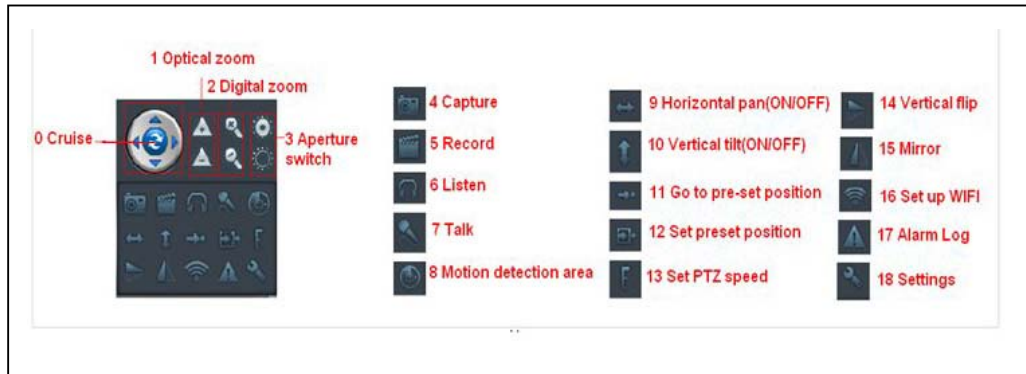 1 Optical zoom
2 Digital zoom
0 Cruise
3 Aperture
switch
4 Capture
5 Record
6 Listen
7 Talk
8 Motion detection area
9 Horizontal pan(ON/OFF)
10 Vertical tilt(ON/OFF)
11 Go to pre-set position
12 Set preset position
13 Set PTZ speed
14 Vertical flip
15 Mirror
16 Set up WIFI
17 Alarm Log
18 Settings